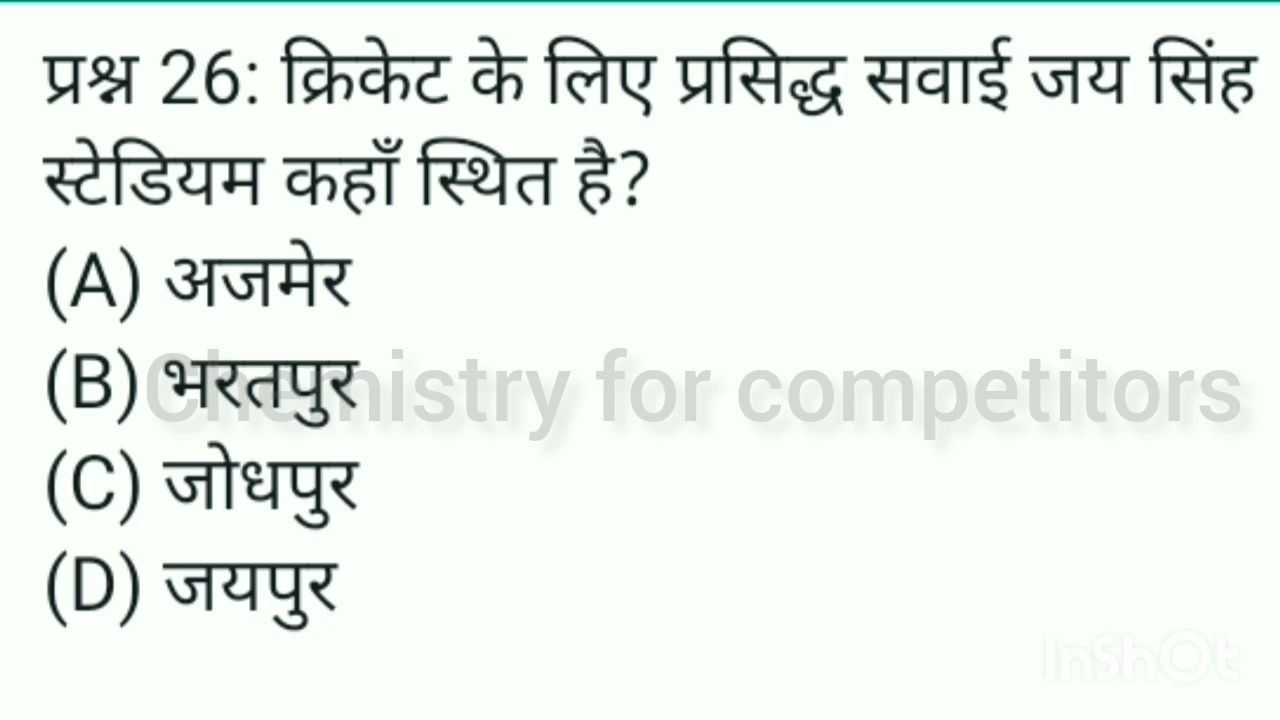 प्रश्न 26: क्रिकेट के लिए प्रसिद्ध सवाई जय सिंह
स्टेडियम कहाँ स्थित है?
(A) अजमेर
(B) भरतपुर
Chemistry for competitors
(C) जोधपुर
(D) जयपुर
InShOt